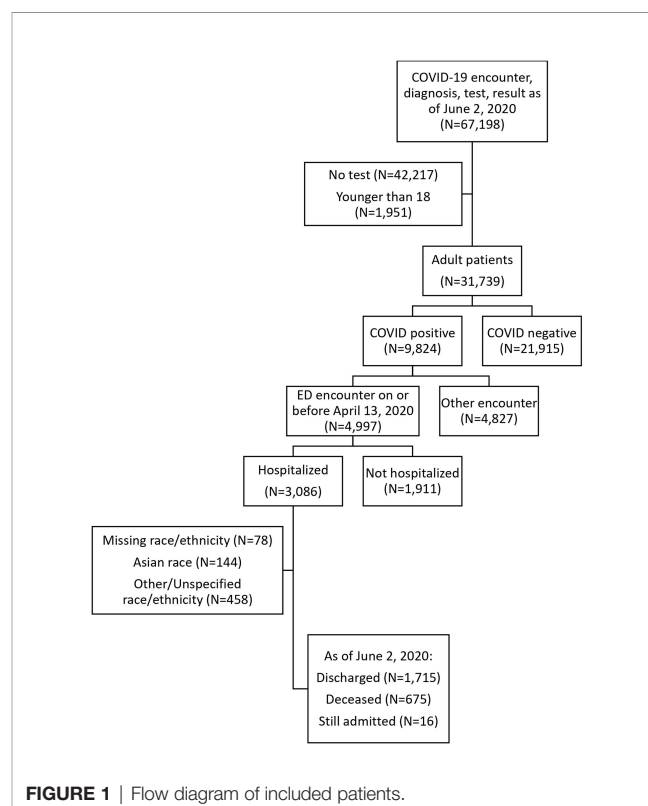 COVID-19 encounter,
diagnosis, test, result as
of June 2, 2020
(N=67,198)
No test (N=42,217)
Younger than 18
(N=1,951)
Adult patients
(N=31,739)
COVID positive
(N=9,824)
COVID negative
(N=21,915)
ED encounter on or
before April 13, 2020
(N=4,997)
Other encounter
(N=4,827)
Hospitalized
(N=3,086)
Not hospitalized
(N=1,911)
Missing race/ethnicity (N=78)
Asian race (N=144)
Other/Unspecified
race/ethnicity (N=458)
As of June 2, 2020:
Discharged (N=1,715)
Deceased (N=675)
Still admitted (N=16)
FIGURE 1 | Flow diagram of included patients.